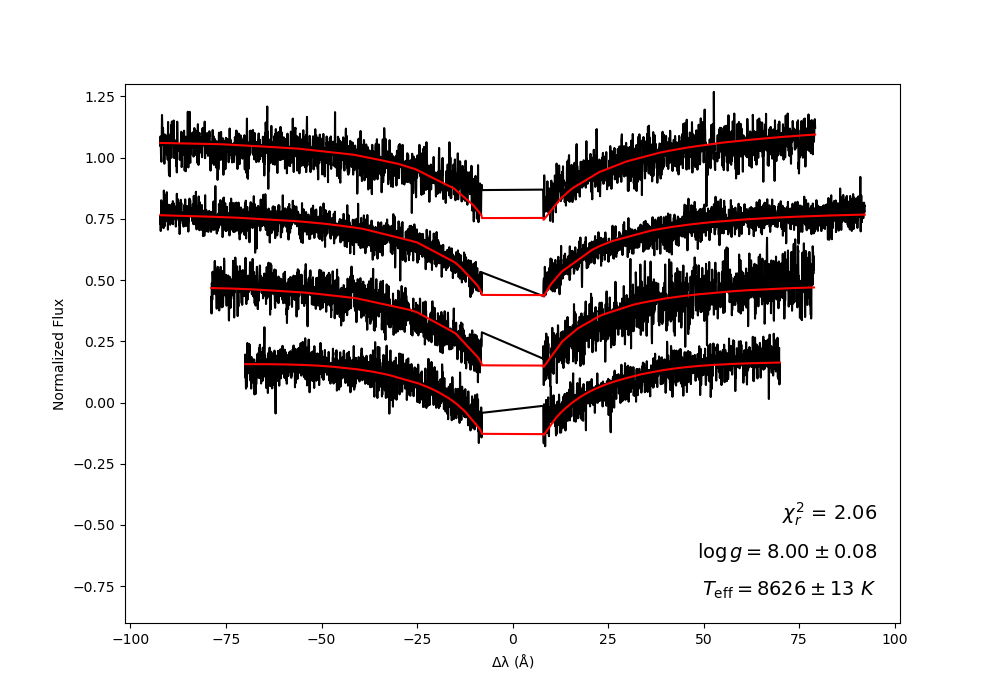 Normalized Flux
1.25
1.00
0.75
0.50
0.25
0.00
−0.25
−0.50
−0.75
χ²ᵣ = 2.06
log g = 8.00 ± 0.08
T_eff = 8626 ± 13 K
−100 −75 −50 −25 0 25 50 75 100
Δλ (Å)